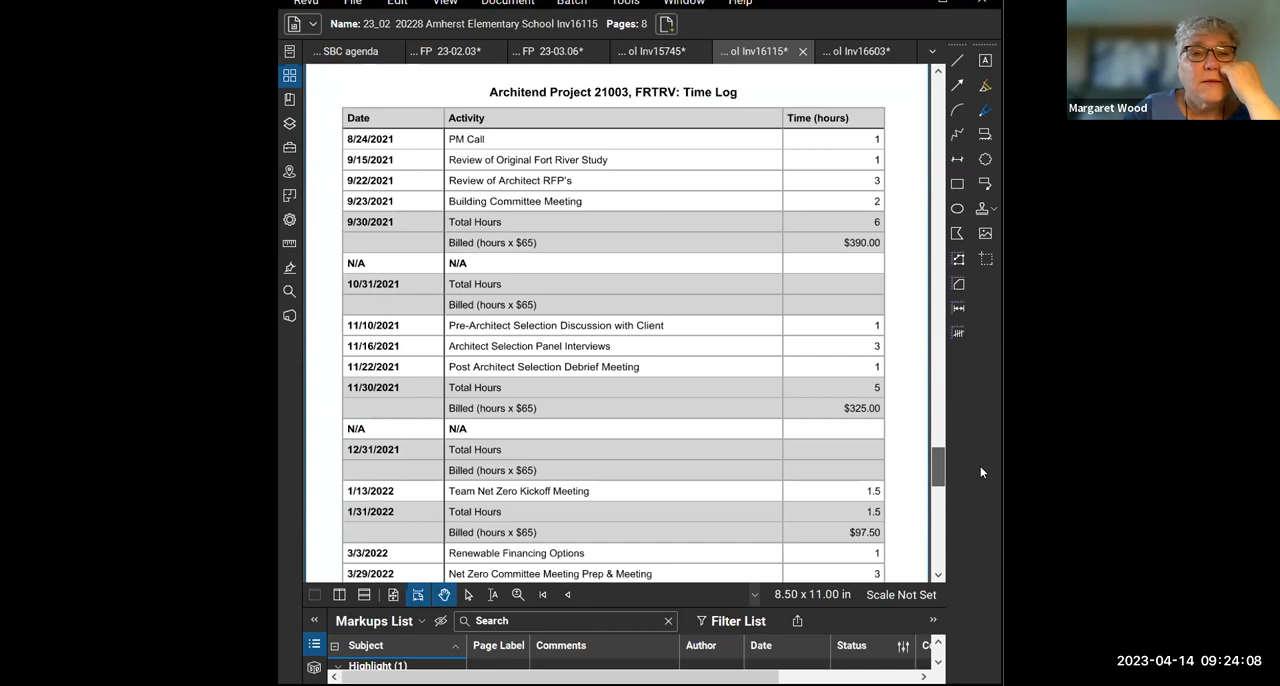 Revu File Edit View Document Batch Tools Window Help
Name: 23_02 20228 Amherst Elementary School Inv16115 Pages: 8
... SBC agenda ... FP 23-02.03* ... FP 23-03.06* ... ol Inv15745* ... ol Inv16115* ... ol Inv16603*
Margaret Wood
Architend Project 21003, FRTRV: Time Log
Date Activity Time (hours)
8/24/2021 PM Call 1
9/15/2021 Review of Original Fort River Study 1
9/22/2021 Review of Architect RFP's 3
9/23/2021 Building Committee Meeting 2
9/30/2021 Total Hours 6
Billed (hours x $65) $390.00
N/A N/A
10/31/2021 Total Hours
Billed (hours x $65)
11/10/2021 Pre-Architect Selection Discussion with Client 1
11/16/2021 Architect Selection Panel Interviews 3
11/22/2021 Post Architect Selection Debrief Meeting 1
11/30/2021 Total Hours 5
Billed (hours x $65) $325.00
N/A N/A
12/31/2021 Total Hours
Billed (hours x $65)
1/13/2022 Team Net Zero Kickoff Meeting 1.5
1/31/2022 Total Hours 1.5
Billed (hours x $65) $97.50
3/3/2022 Renewable Financing Options 1
3/29/2022 Net Zero Committee Meeting Prep & Meeting 3
8.50 x 11.00 in Scale Not Set
Markups List Search Filter List
Subject Page Label Comments Author Date Status
Highlight (1)
2023-04-14 09:24:08